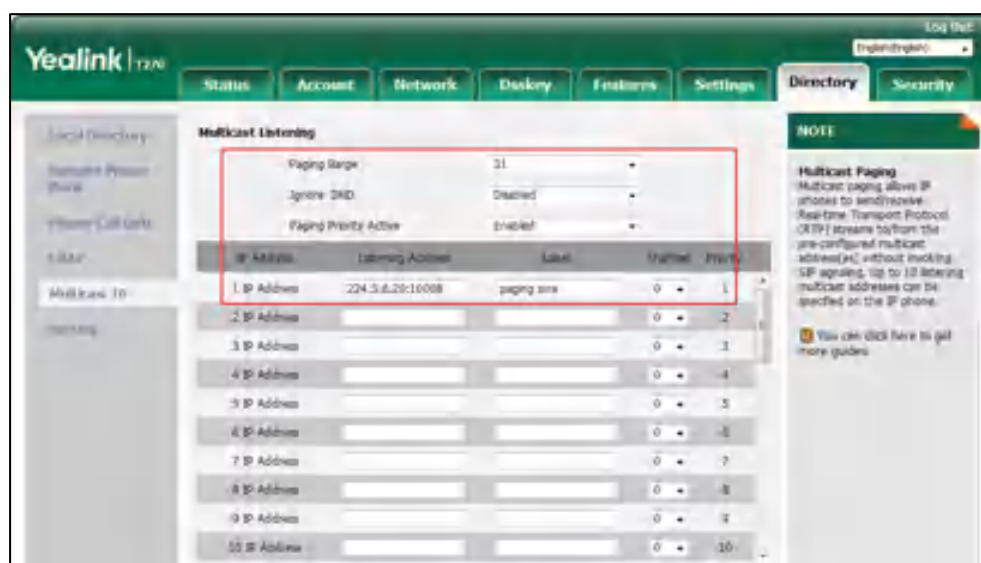 Log Out
English(English)
Yealink
Status
Account
Network
Dsskey
Features
Settings
Directory
Security
Local Directory
Multicast IP
Multicast Listening
Paging Barge
31
Ignore DND
Disabled
Paging Priority Active
Enabled
IP Address Listening Address Label Channel Priority
1 IP Address paging area 0 1
2 IP Address 0 2
3 IP Address 0 3
4 IP Address 0 4
5 IP Address 0 5
6 IP Address 0 6
7 IP Address 0 7
8 IP Address 0 8
9 IP Address 0 9
10 IP Address 0 10
NOTE
Multicast Paging
Multicast paging allows IP
phones to send/receive
Real-time Transport Protocol
(RTP) streams to/from the
pre-configured multicast
address(es) without involving
SIP signaling. Up to 10 listening
multicast addresses can be
specified on the IP phone.
You can click here to get
more guides.